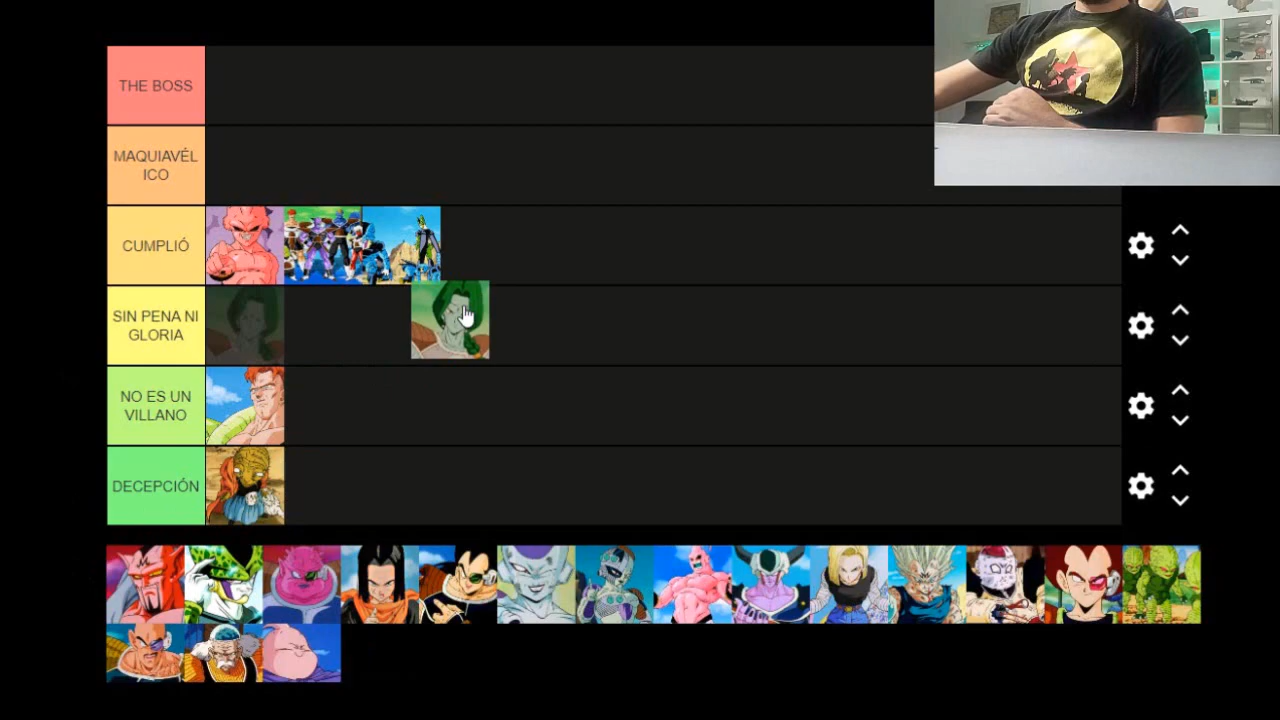 THE BOSS
MAQUIAVÉL
ICO
CUMPLIÓ
SIN PENA NI
GLORIA
NO ES UN
VILLANO
DECEPCIÓN